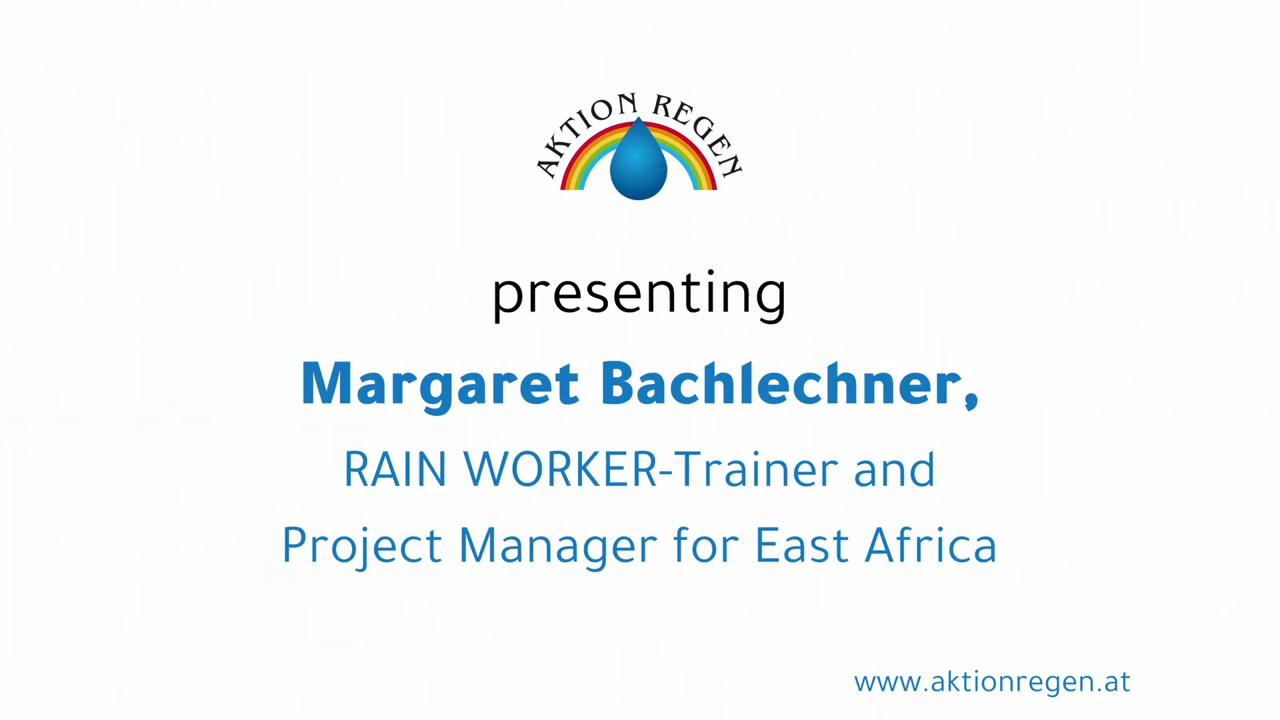 AKTION REGEN
presenting
Margaret Bachlechner,
RAIN WORKER-Trainer and
Project Manager for East Africa
www.aktionregen.at